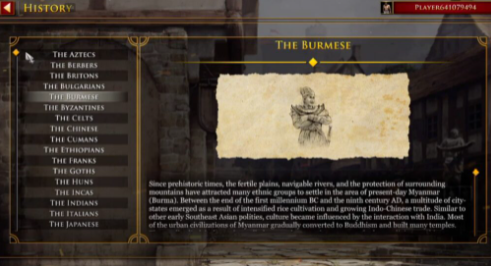 HISTORY
PLAYER641079494
THE AZTECS
THE BERBERS
THE BRITONS
THE BULGARIANS
THE BURMESE
THE BYZANTINES
THE CELTS
THE CHINESE
THE CUMANS
THE ETHIOPIANS
THE FRANKS
THE GOTHS
THE HUNS
THE INCAS
THE INDIANS
THE ITALIANS
THE JAPANESE
THE BURMESE
Since prehistoric times, the fertile plains, navigable rivers, and the protection of surrounding
mountains have attracted many ethnic groups to settle in the area of present-day Myanmar
(Burma). Between the end of the first millennium BC and the ninth century AD, a multitude of city-
states emerged as a result of intensified rice cultivation and growing Indo-Chinese trade. Similar to
other early Southeast Asian polities, culture became influenced by the interaction with India. Most
of the urban civilizations of Myanmar gradually converted to Buddhism and built many temples.